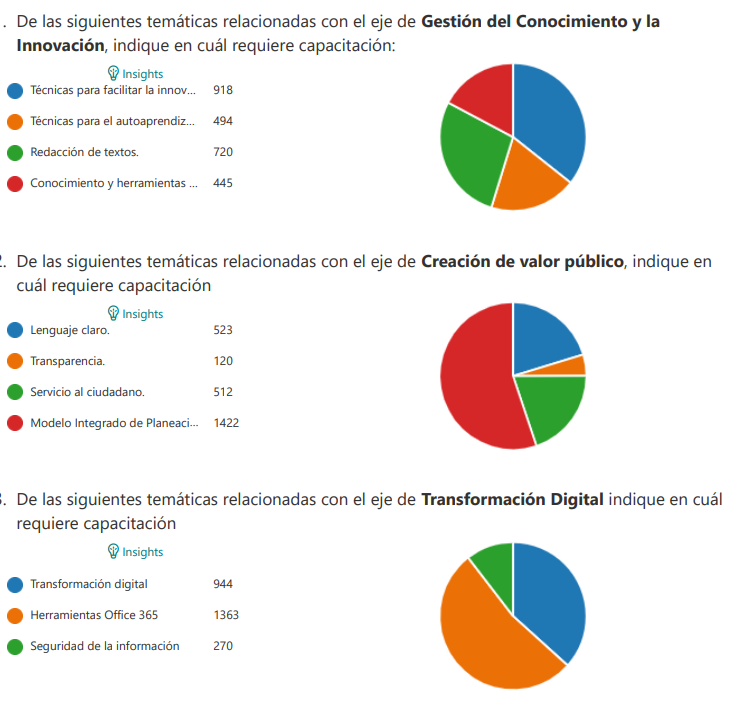 . De las siguientes temáticas relacionadas con el eje de Gestión del Conocimiento y la
Innovación, indique en cuál requiere capacitación:
Insights
Técnicas para facilitar la innov... 918
Técnicas para el autoaprendiz... 494
Redacción de textos. 720
Conocimiento y herramientas ... 445
2. De las siguientes temáticas relacionadas con el eje de Creación de valor público, indique en
cuál requiere capacitación
Insights
Lenguaje claro. 523
Transparencia. 120
Servicio al ciudadano. 512
Modelo Integrado de Planeaci... 1422
3. De las siguientes temáticas relacionadas con el eje de Transformación Digital indique en cuál
requiere capacitación
Insights
Transformación digital 944
Herramientas Office 365 1363
Seguridad de la información 270